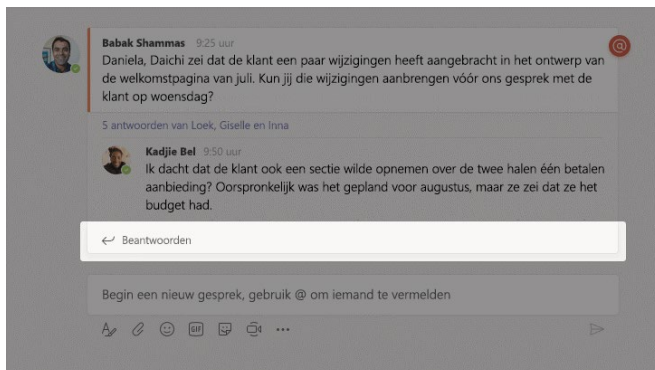 Babak Shammas 9:25 uur
@
Daniela, Daichi zei dat de klant een paar wijzigingen heeft aangebracht in het ontwerp van
de welkomstpagina van juli. Kun jij die wijzigingen aanbrengen vóór ons gesprek met de
klant op woensdag?
5 antwoorden van Loek, Giselle en Inna
Kadjie Bel 9:50 uur
Ik dacht dat de klant ook een sectie wilde opnemen over de twee halen één betalen
aanbieding? Oorspronkelijk was het gepland voor augustus, maar ze zei dat ze het
budget had.
Beantwoorden
Begin een nieuw gesprek, gebruik @ om iemand te vermelden
GIF